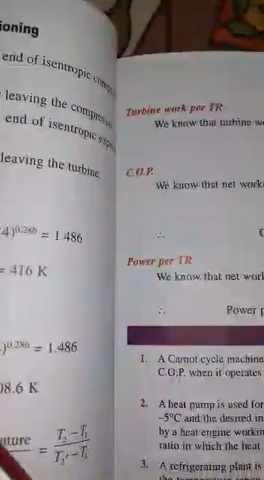 ioning
end of isentropic
leaving the
end of isentropic
leaving the turbine.
4)^0.286 = 1.486
= 416 K
)^0.286 = 1.486
08.6 K
ature = T₂ – T₁ / T₂′ – T₁
Turbine work per TR
We know that turbine
C.O.P.
We know that net work
∴
Power per TR
We know that net work
∴ Power p
1. A Carnot cycle machine
C.O.P. when it operates
2. A heat pump is used for
–5°C and the desired in
by a heat engine workin
ratio in which the heat
3. A refrigerating plant is